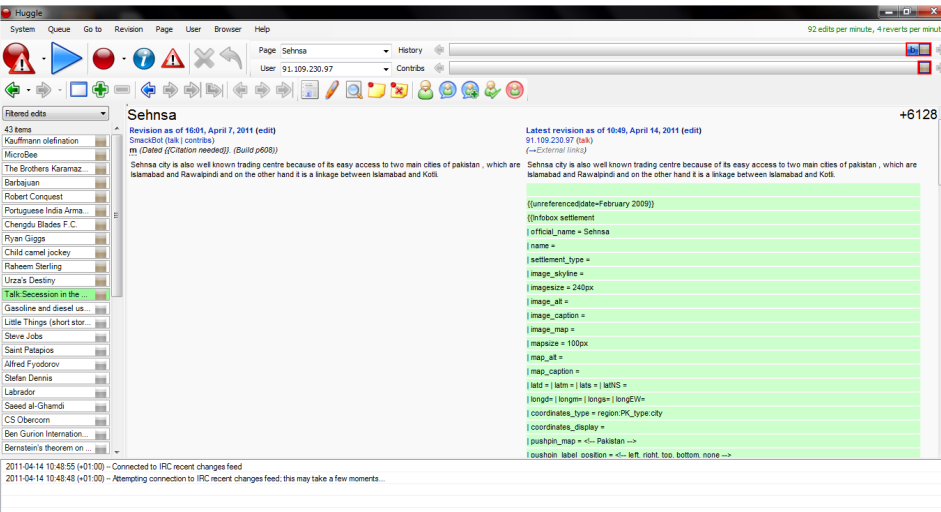 Huggle
System Queue Go to Revision Page User Browser Help
92 edits per minute, 4 reverts per minut
Page Sehnsa History
User 91.109.230.97 Contribs
Filtered edits
43 items
Kauffmann olefination
MicroBee
The Brothers Karamaz...
Barbajuan
Robert Conquest
Portuguese India Arma...
Chengdu Blades F.C.
Ryan Giggs
Child camel jockey
Raheem Sterling
Urza's Destiny
Talk:Secession in the ...
Gasoline and diesel us...
Little Things (short stor...
Steve Jobs
Saint Patapios
Alfred Fyodorov
Stefan Dennis
Labrador
Saeed al-Ghamdi
CS Obercorn
Ben Gurion Internation...
Bernstein's theorem on ...
Sehnsa
+6128
Revision as of 16:01, April 7, 2011 (edit)
SmackBot (talk | contribs)
m (Dated {{Citation needed}}. (Build p608))
Sehnsa city is also well known trading centre because of its easy access to two main cities of pakistan , which are
Islamabad and Rawalpindi and on the other hand it is a linkage between Islamabad and Kotli.
Latest revision as of 10:49, April 14, 2011 (edit)
91.109.230.97 (talk)
(→External links)
Sehnsa city is also well known trading centre because of its easy access to two main cities of pakistan , which are
Islamabad and Rawalpindi and on the other hand it is a linkage between Islamabad and Kotli.
{{unreferenced|date=February 2009}}
{{Infobox settlement
| official_name = Sehnsa
| name =
| settlement_type =
| image_skyline =
| imagesize = 240px
| image_alt =
| image_caption =
| image_map =
| mapsize = 100px
| map_alt =
| map_caption =
| latd = | latm = | lats = | latNS =
| longd= | longm= | longs= | longEW=
| coordinates_type = region:PK_type:city
| coordinates_display =
| pushpin_map = <!-- Pakistan -->
| pushpin_label_position = <!-- left, right, top, bottom, none -->
2011-04-14 10:48:55 (+01:00) -- Connected to IRC recent changes feed
2011-04-14 10:48:48 (+01:00) -- Attempting connection to IRC recent changes feed; this may take a few moments...